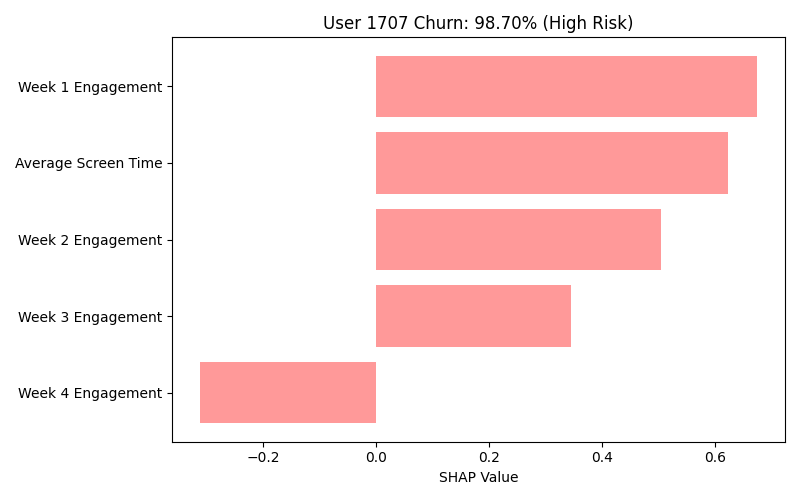 User 1707 Churn: 98.70% (High Risk)
Week 1 Engagement
Average Screen Time
Week 2 Engagement
Week 3 Engagement
Week 4 Engagement
−0.2 0.0 0.2 0.4 0.6
SHAP Value